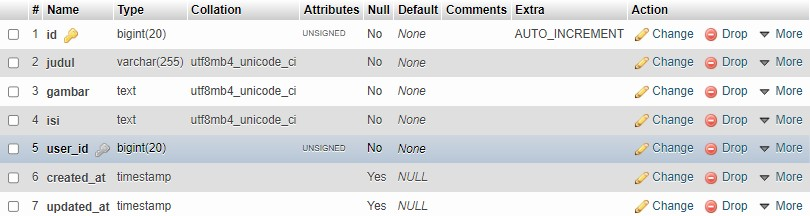 # Name Type Collation Attributes Null Default Comments Extra Action
1 id bigint(20) UNSIGNED No None AUTO_INCREMENT Change Drop More
2 judul varchar(255) utf8mb4_unicode_ci No None Change Drop More
3 gambar text utf8mb4_unicode_ci No None Change Drop More
4 isi text utf8mb4_unicode_ci No None Change Drop More
5 user_id bigint(20) UNSIGNED No None Change Drop More
6 created_at timestamp Yes NULL Change Drop More
7 updated_at timestamp Yes NULL Change Drop More